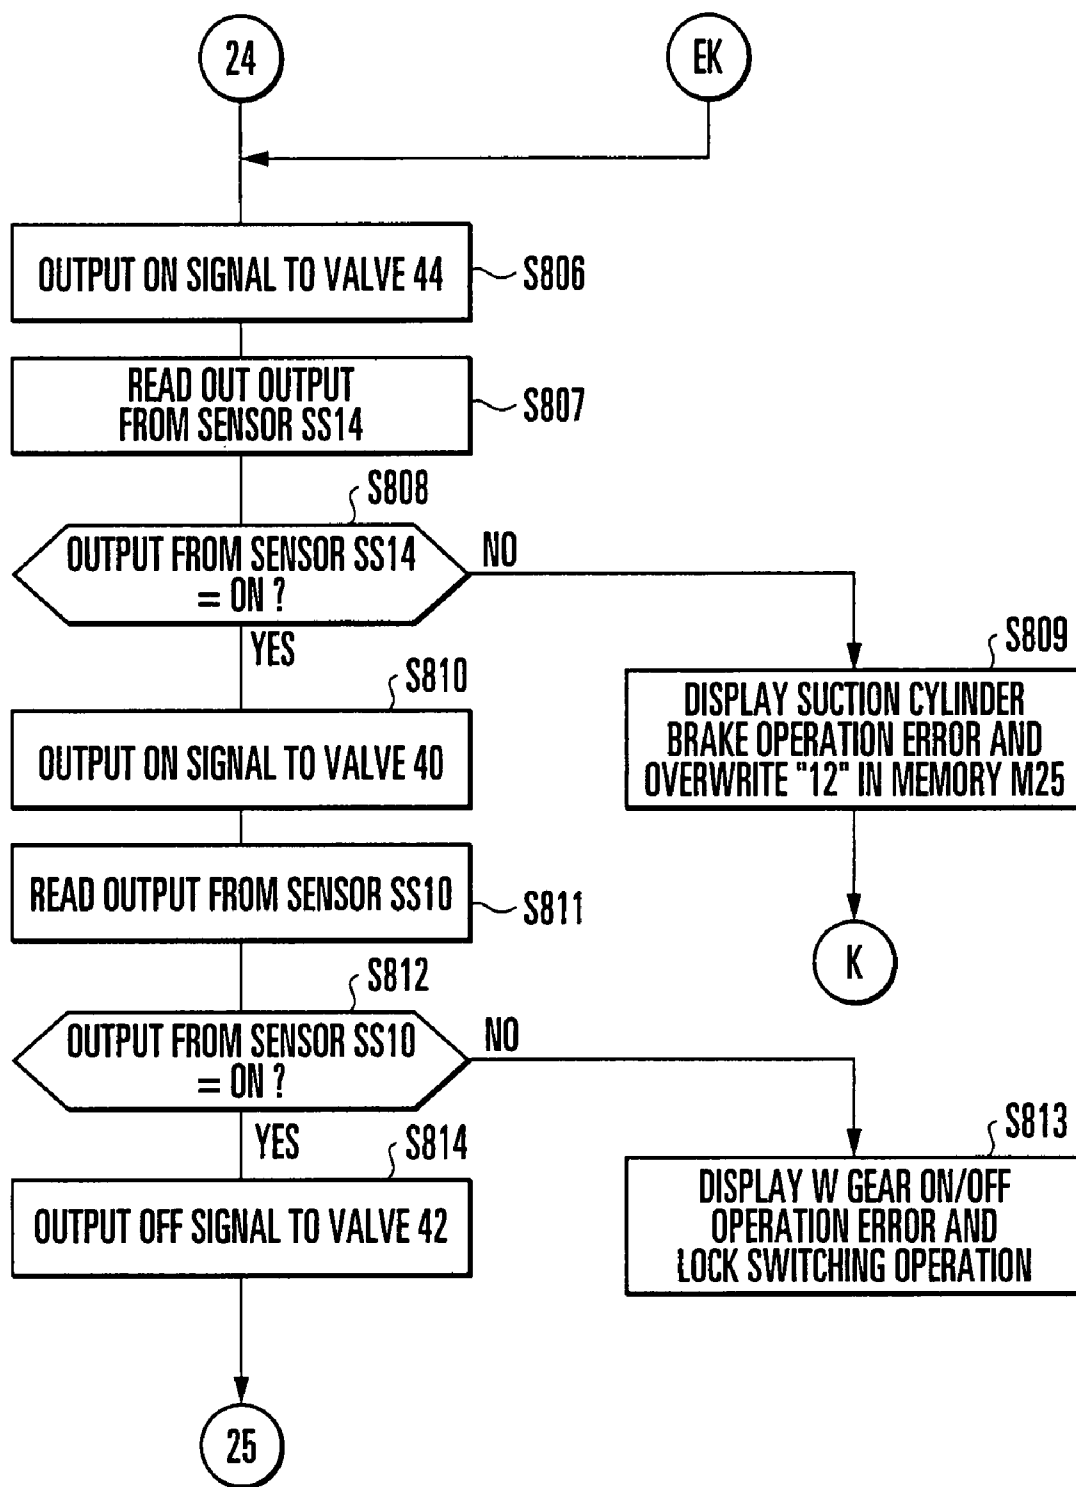 24
EK
OUTPUT ON SIGNAL TO VALVE 44
S806
READ OUT OUTPUT
FROM SENSOR SS14
S807
S808
OUTPUT FROM SENSOR SS14
= ON ?
NO
YES
S809
DISPLAY SUCTION CYLINDER
BRAKE OPERATION ERROR AND
OVERWRITE "12" IN MEMORY M25
S810
OUTPUT ON SIGNAL TO VALVE 40
READ OUTPUT FROM SENSOR SS10
S811
K
S812
OUTPUT FROM SENSOR SS10
= ON ?
NO
YES
S813
DISPLAY W GEAR ON/OFF
OPERATION ERROR AND
LOCK SWITCHING OPERATION
S814
OUTPUT OFF SIGNAL TO VALVE 42
25